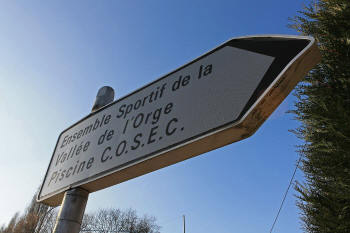 Ensemble Sportif de la
Vallée de l'Orge
Piscine C.O.S.E.C.